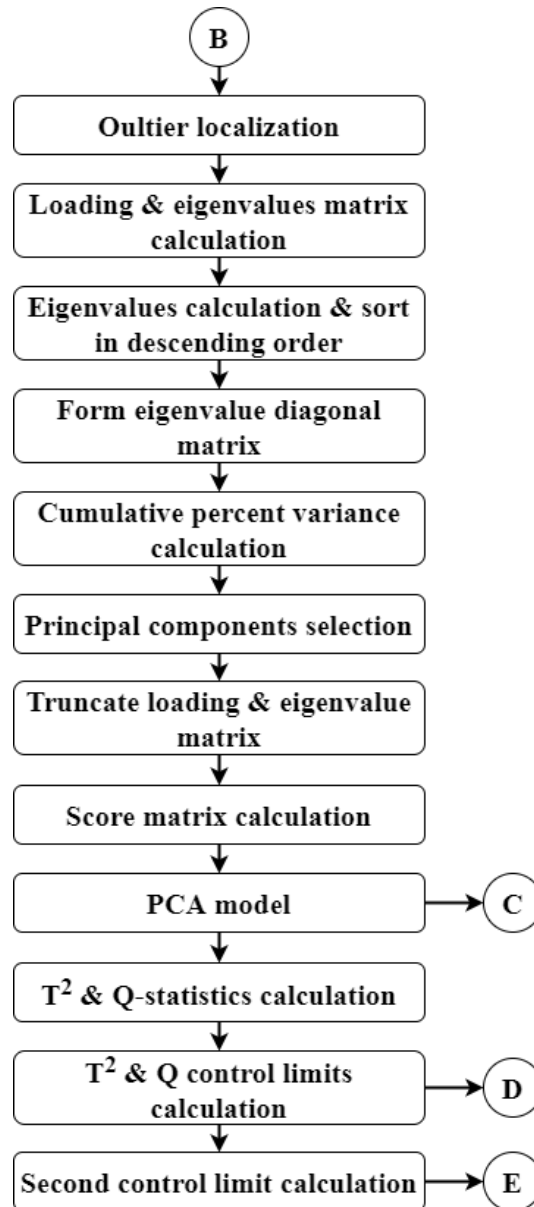 B
Oultier localization
Loading & eigenvalues matrix
calculation
Eigenvalues calculation & sort
in descending order
Form eigenvalue diagonal
matrix
Cumulative percent variance
calculation
Principal components selection
Truncate loading & eigenvalue
matrix
Score matrix calculation
PCA model
C
T² & Q-statistics calculation
T² & Q control limits
calculation
D
Second control limit calculation
E